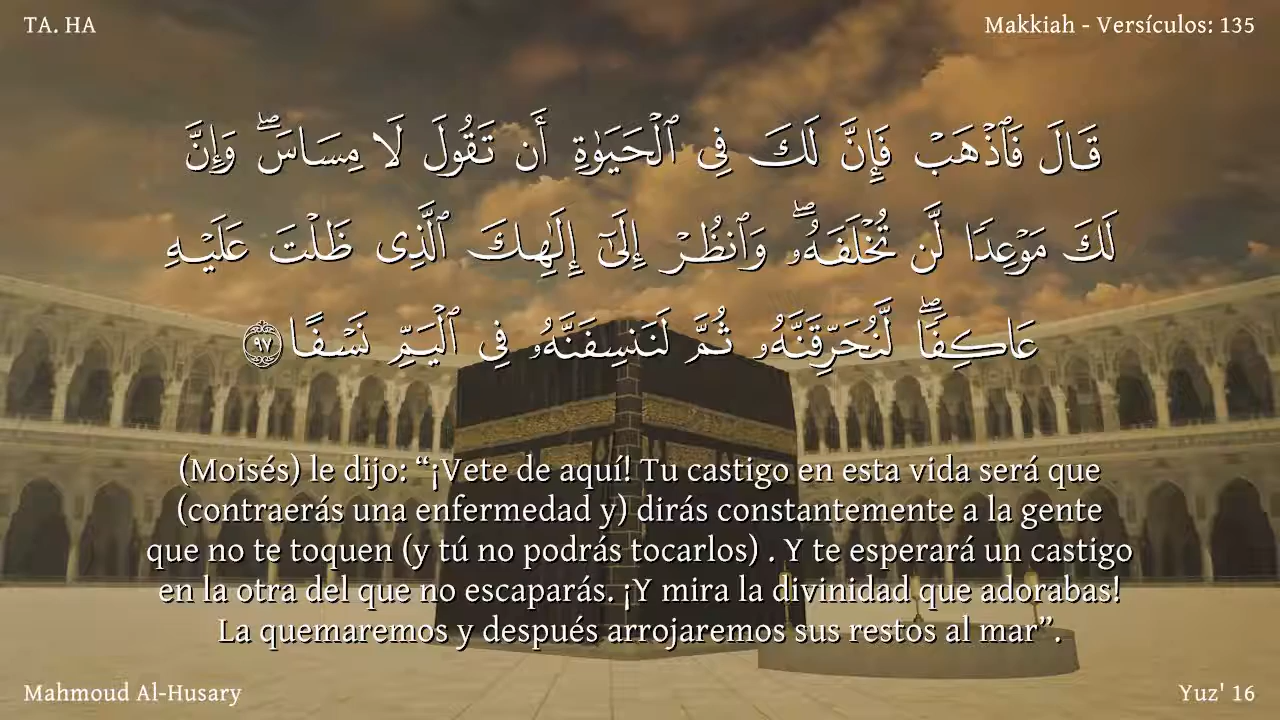 TA. HA
Makkiah - Versículos: 135
قَالَ فَٱذْهَبْ فَإِنَّ لَكَ فِى ٱلْحَيَوٰةِ أَن تَقُولَ لَا مِسَاسَ ۖ وَإِنَّ
لَكَ مَوْعِدًا لَّن تُخْلَفَهُۥ ۖ وَٱنظُرْ إِلَىٰٓ إِلَٰهِكَ ٱلَّذِى ظَلْتَ عَلَيْهِ
عَاكِفًا ۖ لَّنُحَرِّقَنَّهُۥ ثُمَّ لَنَنسِفَنَّهُۥ فِى ٱلْيَمِّ نَسْفًا ٩٧
(Moisés) le dijo: “¡Vete de aquí! Tu castigo en esta vida será que
(contraerás una enfermedad y) dirás constantemente a la gente
que no te toquen (y tú no podrás tocarlos) . Y te esperará un castigo
en la otra del que no escaparás. ¡Y mira la divinidad que adorabas!
La quemaremos y después arrojaremos sus restos al mar”.
Mahmoud Al-Husary
Yuz' 16